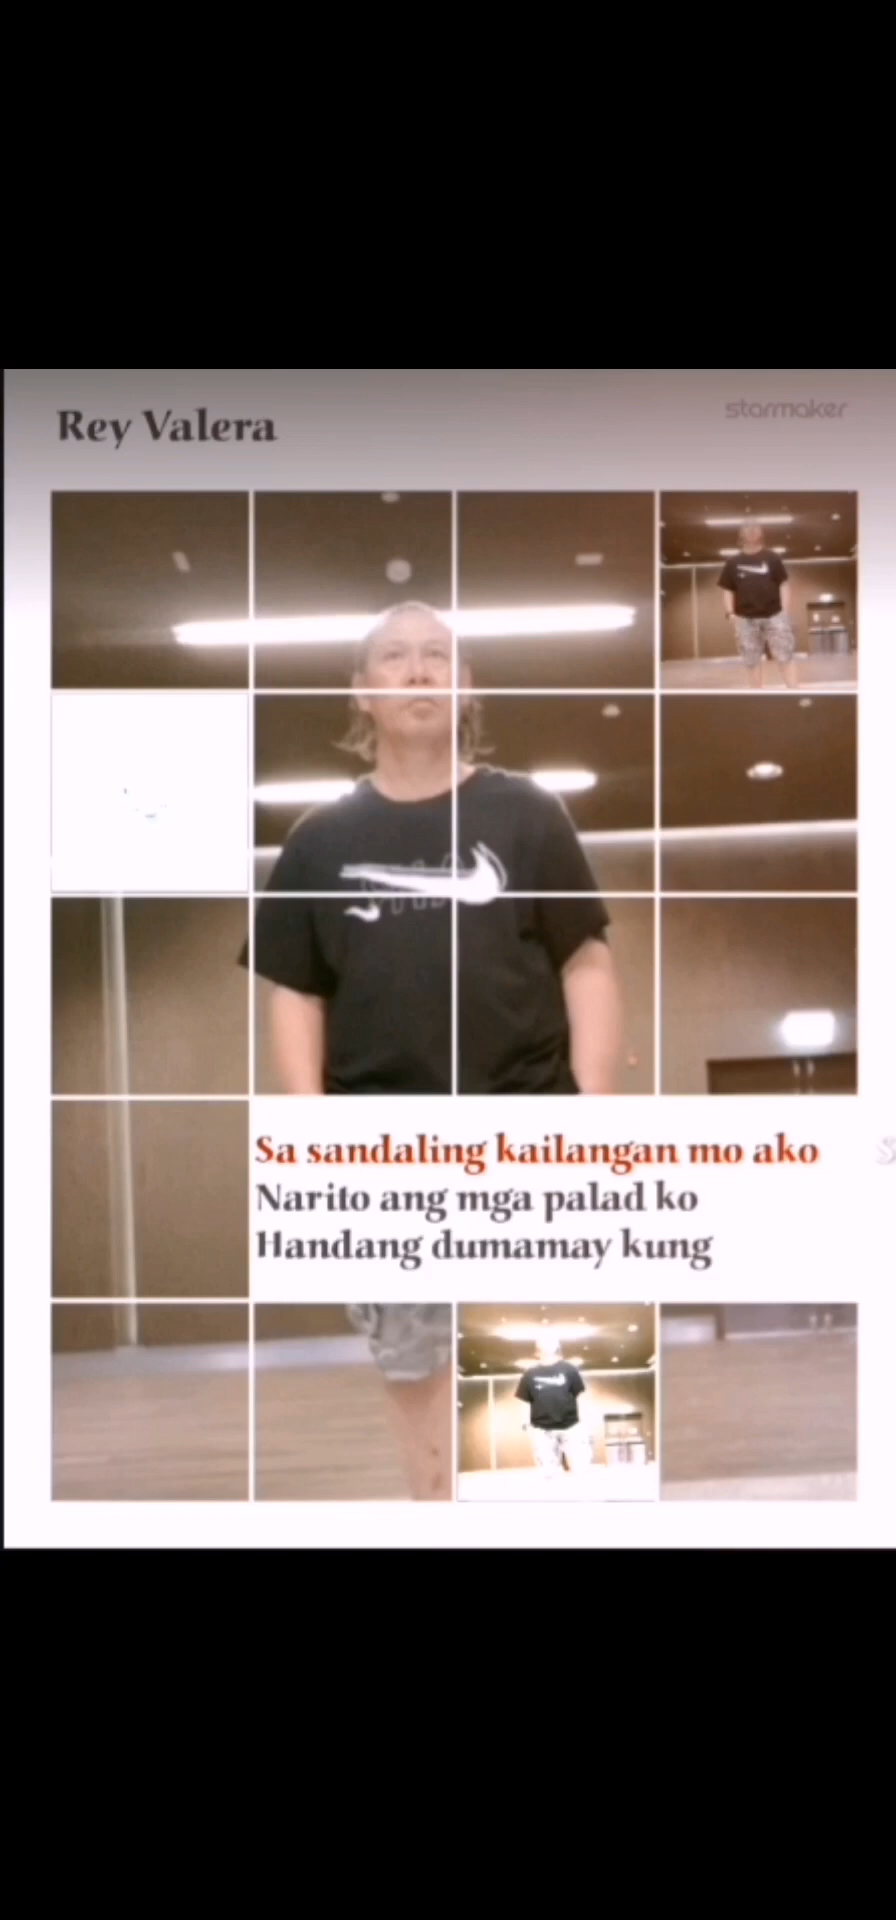 Rey Valera
starmaker
Sa sandaling kailangan mo ako
Narito ang mga palad ko
Handang dumamay kung